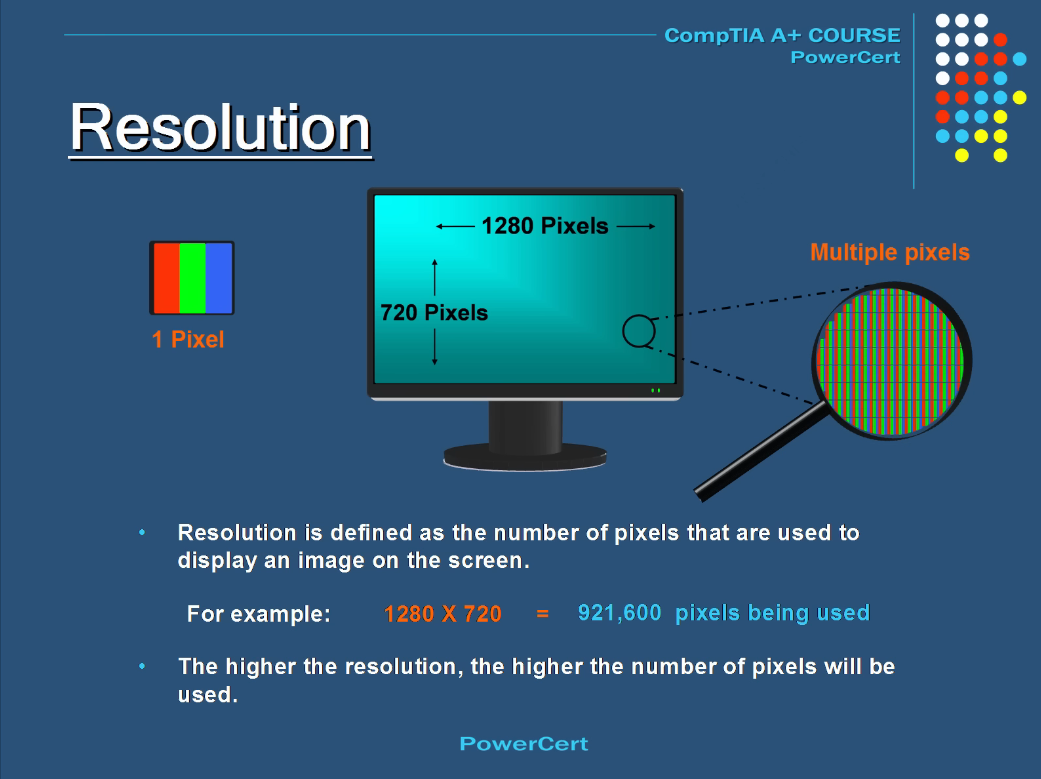 CompTIA A+ COURSE
PowerCert
Resolution
1280 Pixels
720 Pixels
1 Pixel
Multiple pixels
• Resolution is defined as the number of pixels that are used to
display an image on the screen.
For example: 1280 X 720 = 921,600 pixels being used
• The higher the resolution, the higher the number of pixels will be
used.
PowerCert